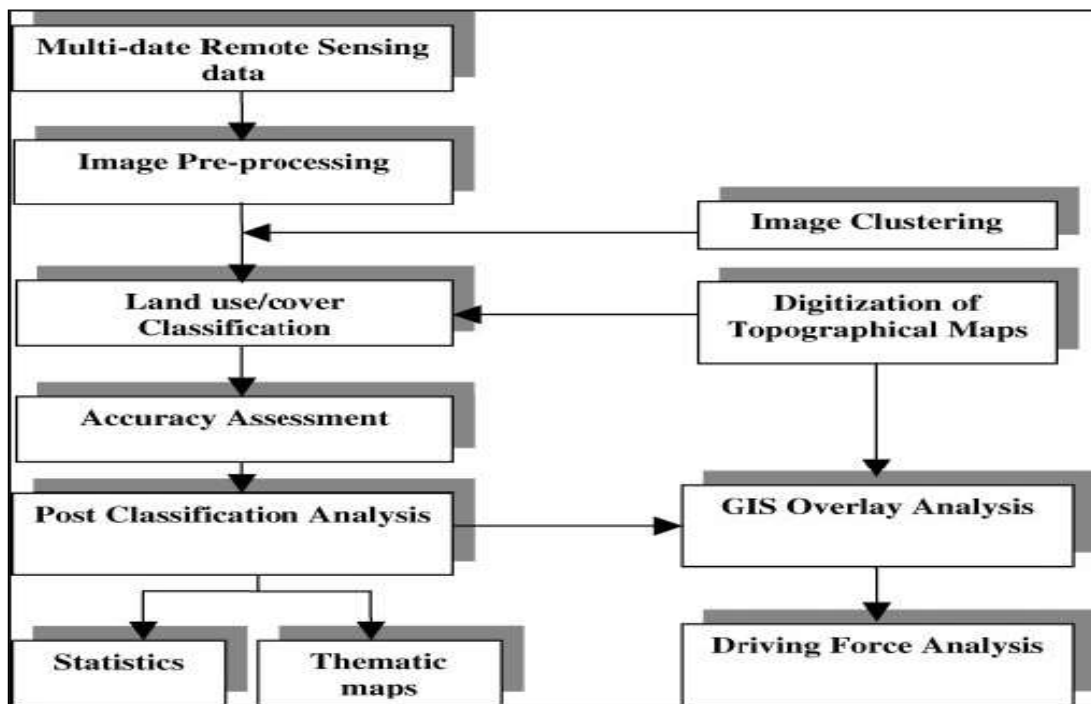 Multi-date Remote Sensing
data
Image Pre-processing
Image Clustering
Land use/cover
Classification
Digitization of
Topographical Maps
Accuracy Assessment
Post Classification Analysis
GIS Overlay Analysis
Statistics
Thematic
maps
Driving Force Analysis